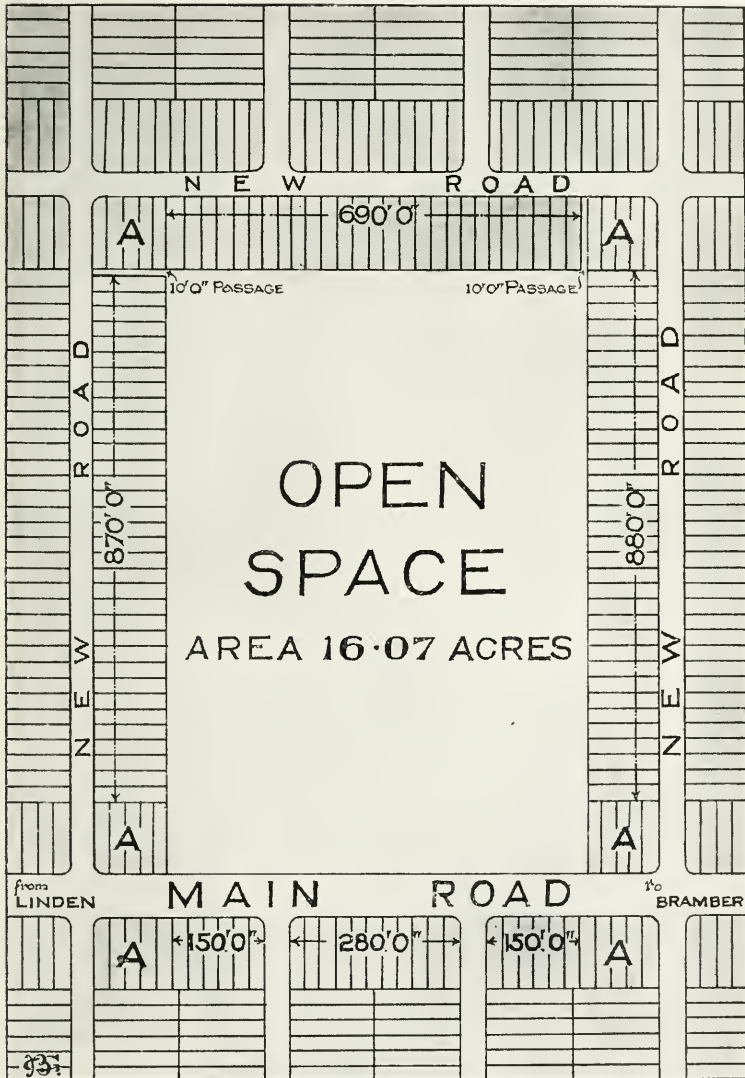 NEW ROAD
A 690'0" A
10'0" PASSAGE 10'0" PASSAGE
NEW ROAD
870'0"
OPEN
SPACE
AREA 16·07 ACRES
880'0"
NEW ROAD
A A
from LINDEN
MAIN ROAD
To BRAMBER
A 150'0" 280'0" 150'0" A